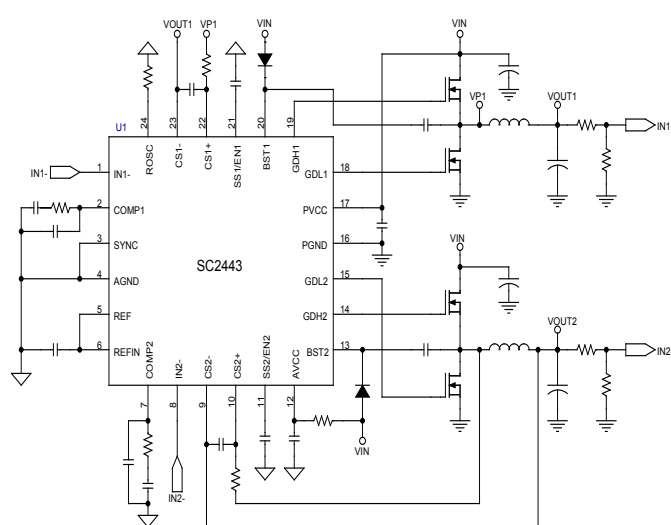 VOUT1 VP1 VIN VIN
U1
24 23 22 21 20 19
ROSC CS1- CS1+ SS1/EN1 BST1 GDH1
VP1 VOUT1
IN1-
IN1- 1 IN1- GDL1 18
2 COMP1 PVCC 17
3 SYNC PGND 16
SC2443
VIN
4 AGND GDL2 15
5 REF GDH2 14
VOUT2
6 REFIN BST2 13
IN2-
COMP2 IN2- CS2- CS2+ SS2/EN2 AVCC
7 8 9 10 11 12
VIN
IN2-